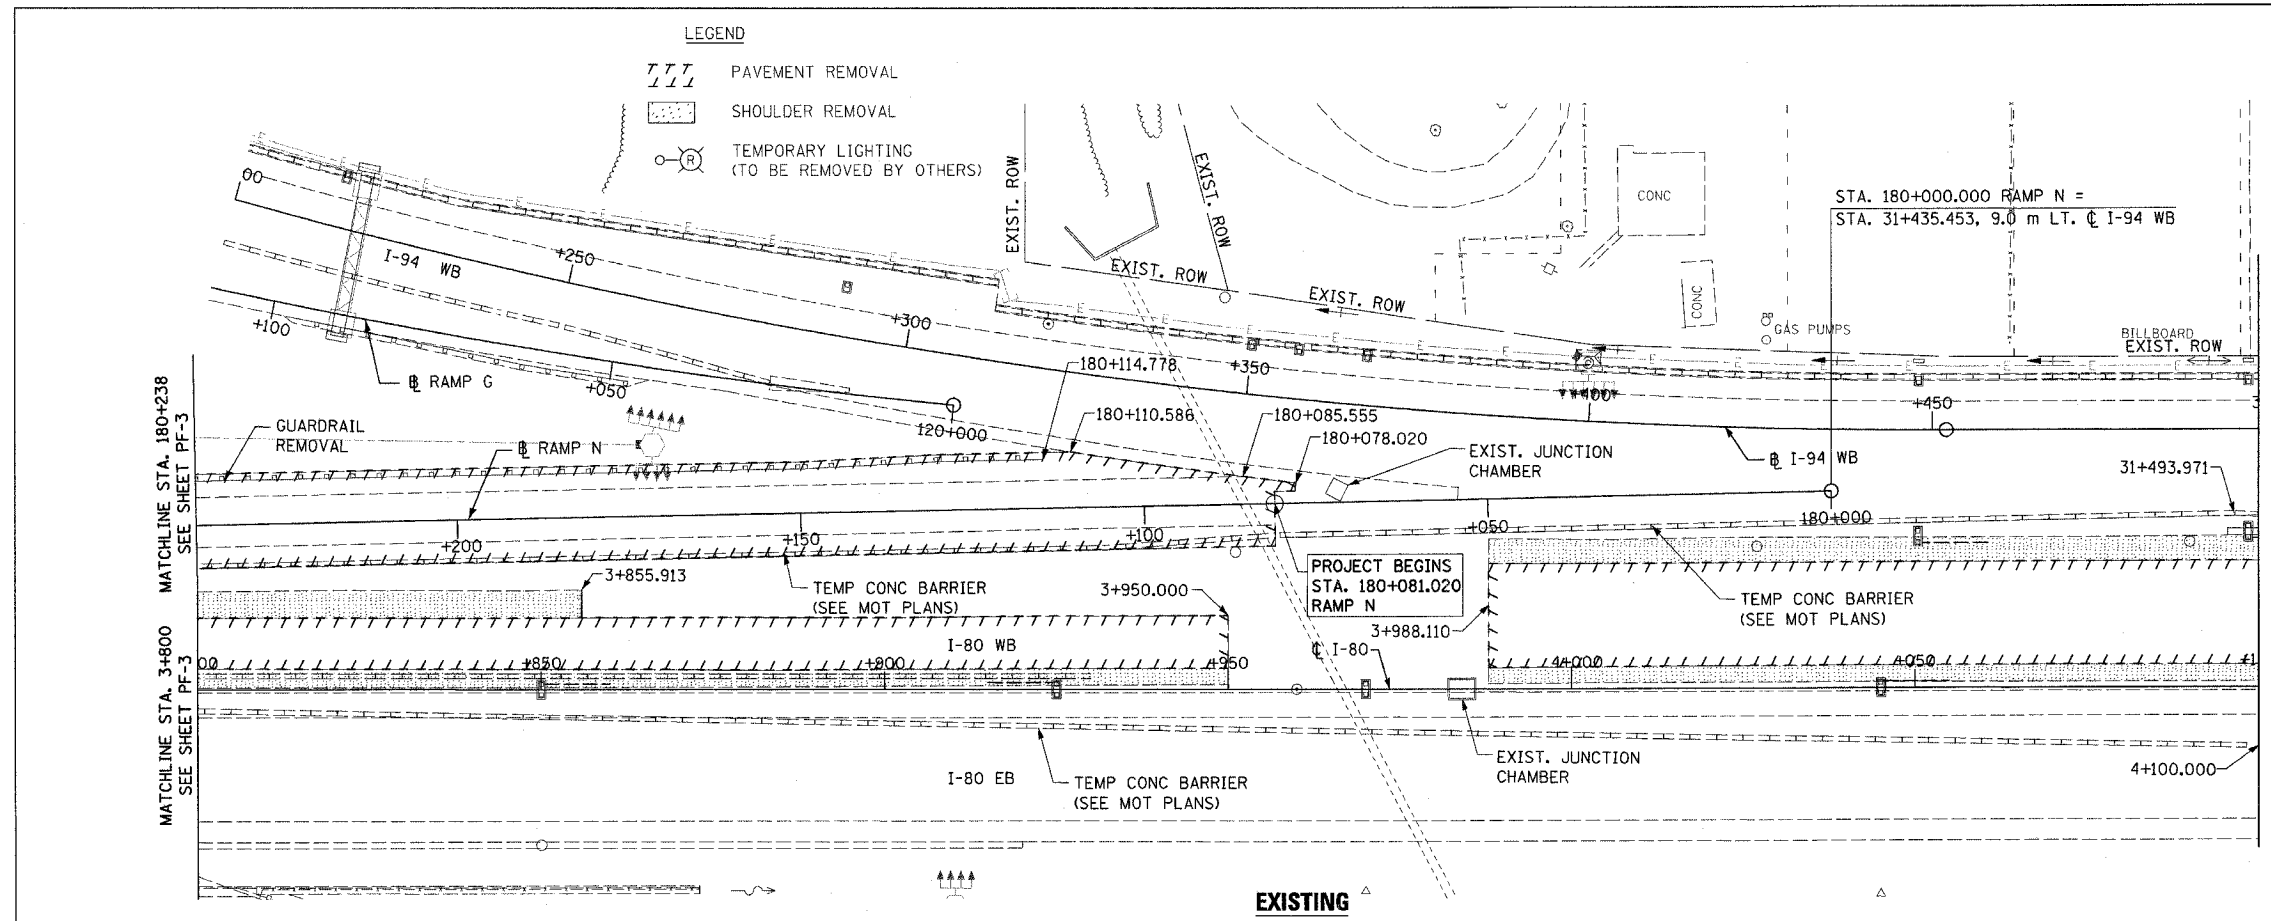 LEGEND
PAVEMENT REMOVAL
SHOULDER REMOVAL
R
TEMPORARY LIGHTING
(TO BE REMOVED BY OTHERS)
EXIST. ROW
EXIST. ROW
EXIST. ROW
EXIST. ROW
CONC
CONC
GAS PUMPS
BILLBOARD
EXIST. ROW
STA. 180+000.000 RAMP N =
STA. 31+435.453, 9.0 m LT. ℄ I-94 WB
00
I-94 WB
+250
+300
+350
+400
+450
+100
+050
120+000
℄ RAMP G
180+114.778
180+110.586
180+085.555
180+078.020
EXIST. JUNCTION
CHAMBER
℄ I-94 WB
31+493.971
MATCHLINE STA. 180+238
SEE SHEET PF-3
GUARDRAIL
REMOVAL
℄ RAMP N
+200
+150
+100
+050
180+000
3+855.913
TEMP CONC BARRIER
(SEE MOT PLANS)
3+950.000
PROJECT BEGINS
STA. 180+081.020
RAMP N
3+988.110
TEMP CONC BARRIER
(SEE MOT PLANS)
MATCHLINE STA. 3+800
SEE SHEET PF-3
I-80 WB
00
+850
+900
+950
℄ I-80
4+000
+050
+1
I-80 EB
TEMP CONC BARRIER
(SEE MOT PLANS)
EXIST. JUNCTION
CHAMBER
4+100.000
EXISTING